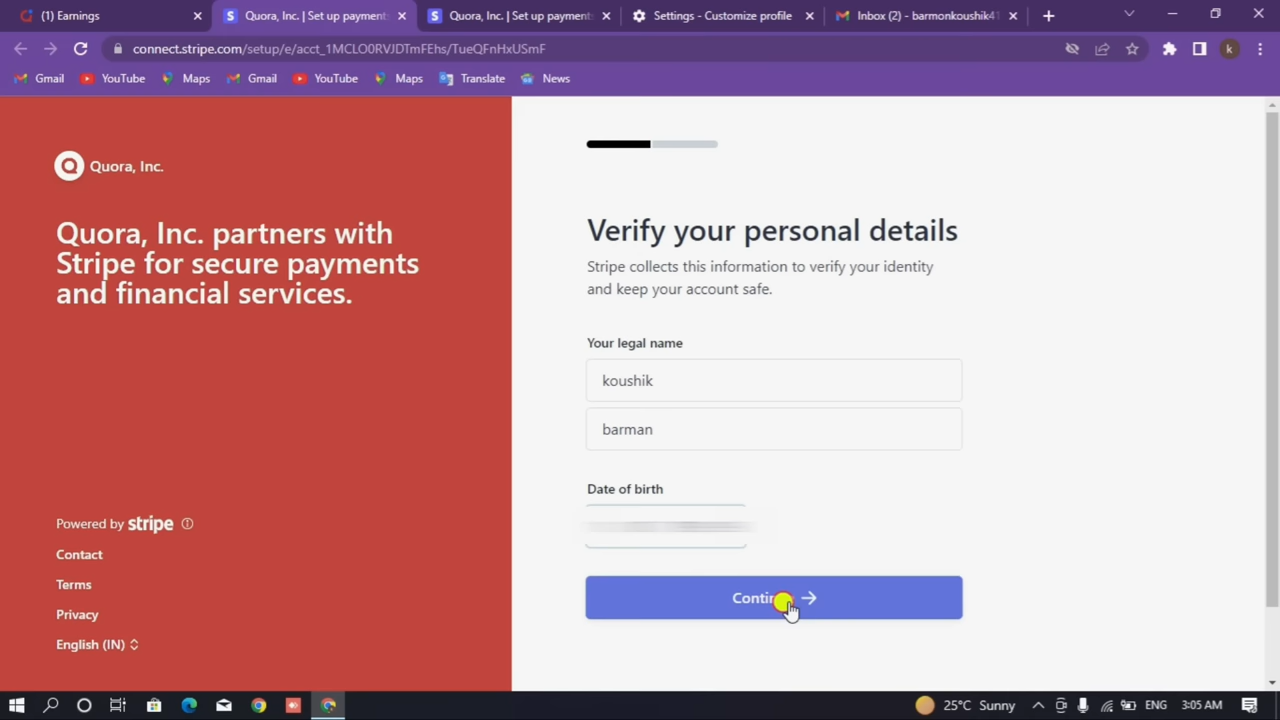 (1) Earnings
Quora, Inc. | Set up payment
Quora, Inc. | Set up payment
Settings - Customize profile
Inbox (2) - barmonkoushik41
connect.stripe.com/setup/e/acct_1MCLO0RVJDTmFEhs/TueQFnHxUSmF
k
Gmail YouTube Maps Gmail YouTube Maps Translate News
Quora, Inc.
Quora, Inc. partners with
Stripe for secure payments
and financial services.
Powered by stripe
Contact
Terms
Privacy
English (IN)
Verify your personal details
Stripe collects this information to verify your identity
and keep your account safe.
Your legal name
koushik
barman
Date of birth
25°C Sunny ENG 3:05 AM